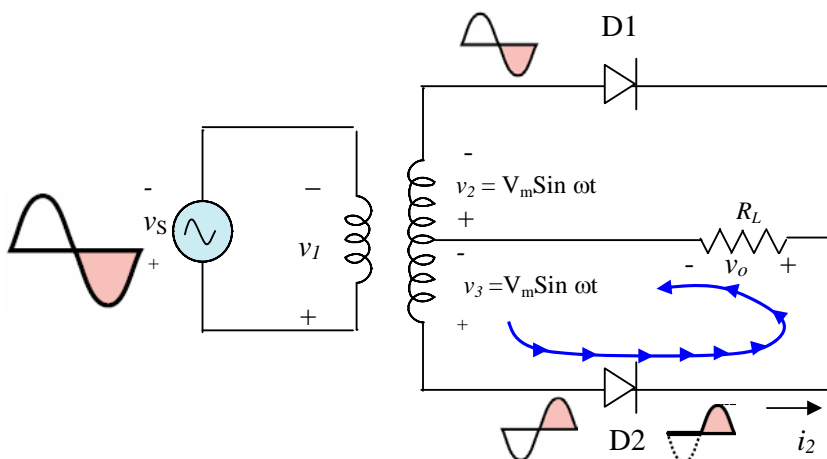 D1
-
v2 = VmSin ωt
+
- –
vS
v1
+
+
RL
- vo +
-
v3 =VmSin ωt
+
D2
i2